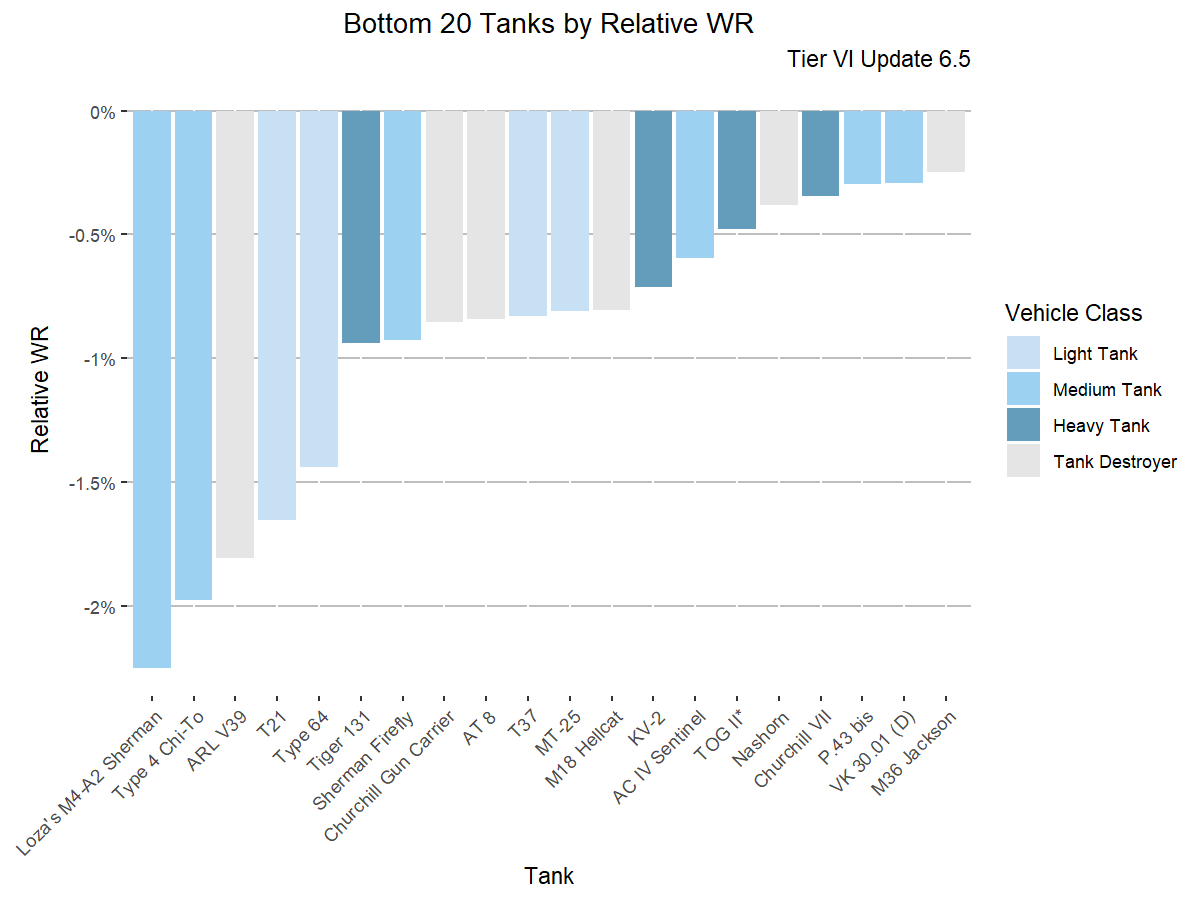 Bottom 20 Tanks by Relative WR
Tier VI Update 6.5
0%
-0.5%
-1%
-1.5%
-2%
Relative WR
Loza's M4-A2 Sherman
Type 4 Chi-To
ARL V39
T21
Type 64
Tiger 131
Sherman Firefly
Churchill Gun Carrier
AT 8
T37
MT-25
M18 Hellcat
KV-2
AC IV Sentinel
TOG II*
Nashorn
Churchill VII
P.43 bis
VK 30.01 (D)
M36 Jackson
Tank
Vehicle Class
Light Tank
Medium Tank
Heavy Tank
Tank Destroyer